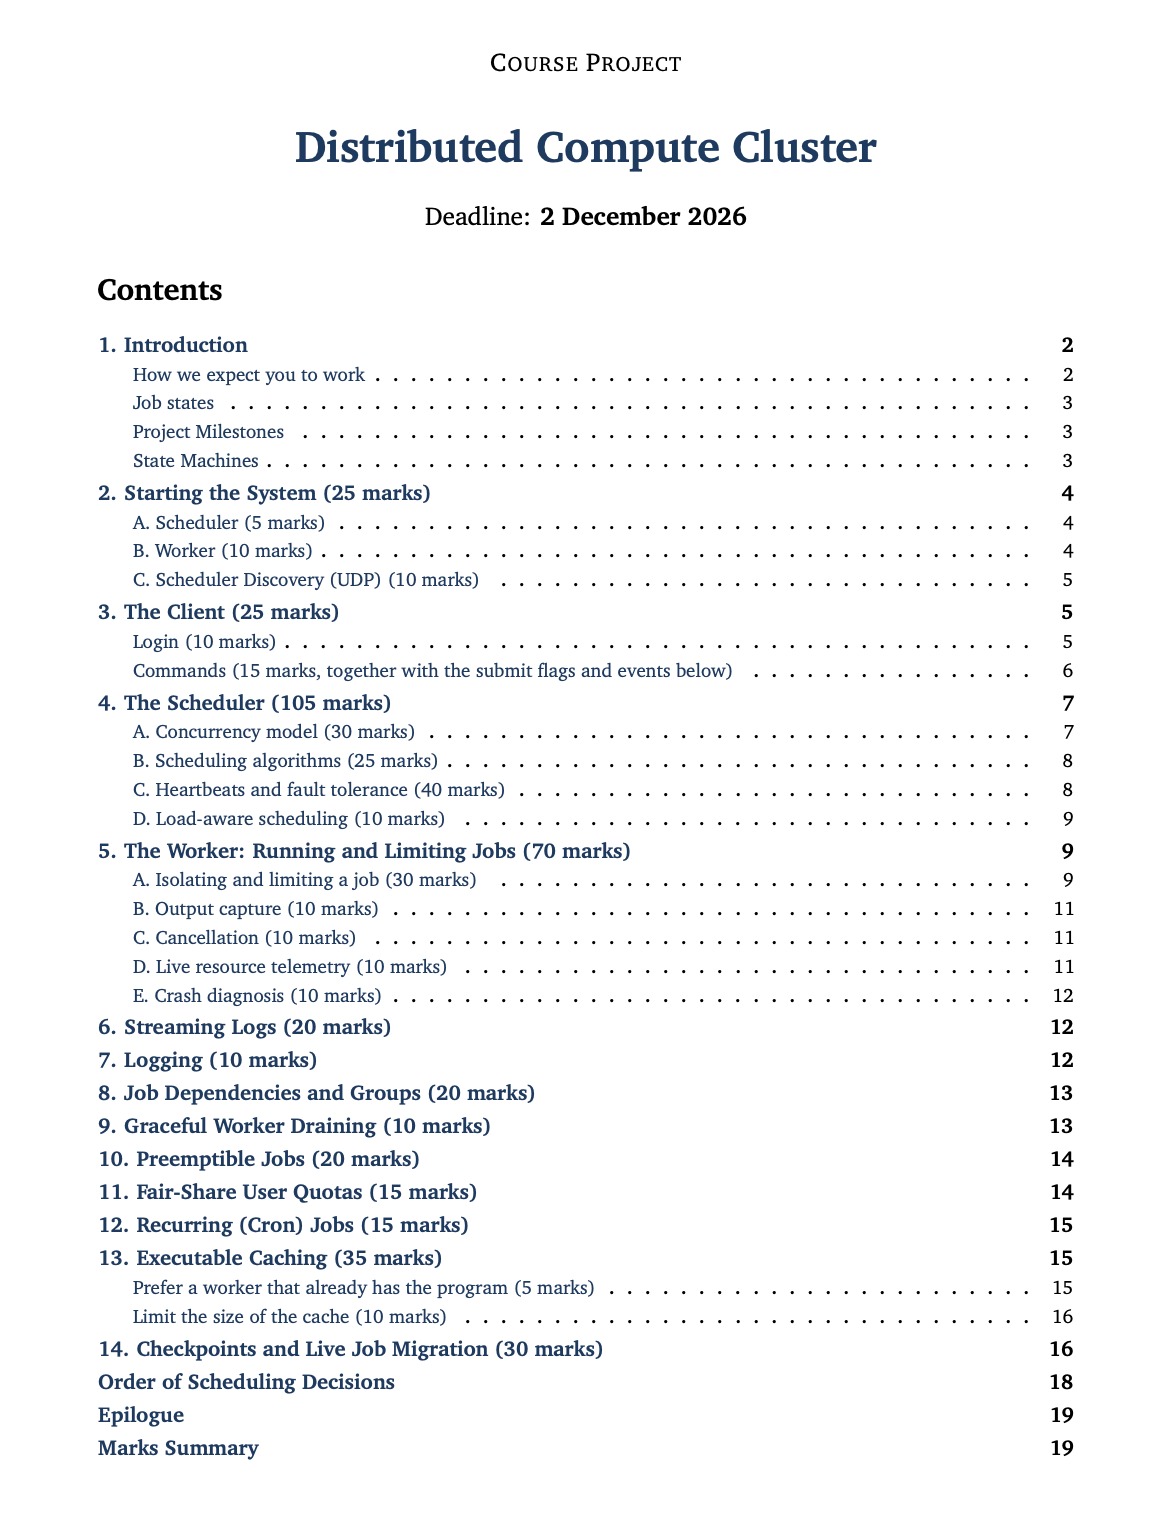 COURSE PROJECT
Distributed Compute Cluster
Deadline: 2 December 2026
Contents
1. Introduction 2
How we expect you to work . . . . . . . . . . . . . . . . . . . . . . . . . . . . . . . . . . . . . 2
Job states . . . . . . . . . . . . . . . . . . . . . . . . . . . . . . . . . . . . . . . . . . . . . 3
Project Milestones . . . . . . . . . . . . . . . . . . . . . . . . . . . . . . . . . . . . . . . . . 3
State Machines . . . . . . . . . . . . . . . . . . . . . . . . . . . . . . . . . . . . . . . . . . . 3
2. Starting the System (25 marks) 4
A. Scheduler (5 marks) . . . . . . . . . . . . . . . . . . . . . . . . . . . . . . . . . . . . . . . 4
B. Worker (10 marks) . . . . . . . . . . . . . . . . . . . . . . . . . . . . . . . . . . . . . . . . 4
C. Scheduler Discovery (UDP) (10 marks) . . . . . . . . . . . . . . . . . . . . . . . . . . . . . . 5
3. The Client (25 marks) 5
Login (10 marks) . . . . . . . . . . . . . . . . . . . . . . . . . . . . . . . . . . . . . . . . . . 5
Commands (15 marks, together with the submit flags and events below) . . . . . . . . . . . . . . . . 6
4. The Scheduler (105 marks) 7
A. Concurrency model (30 marks) . . . . . . . . . . . . . . . . . . . . . . . . . . . . . . . . . . 7
B. Scheduling algorithms (25 marks) . . . . . . . . . . . . . . . . . . . . . . . . . . . . . . . . . 8
C. Heartbeats and fault tolerance (40 marks) . . . . . . . . . . . . . . . . . . . . . . . . . . . . . 8
D. Load-aware scheduling (10 marks) . . . . . . . . . . . . . . . . . . . . . . . . . . . . . . . . 9
5. The Worker: Running and Limiting Jobs (70 marks) 9
A. Isolating and limiting a job (30 marks) . . . . . . . . . . . . . . . . . . . . . . . . . . . . . . 9
B. Output capture (10 marks) . . . . . . . . . . . . . . . . . . . . . . . . . . . . . . . . . . . . 11
C. Cancellation (10 marks) . . . . . . . . . . . . . . . . . . . . . . . . . . . . . . . . . . . . . 11
D. Live resource telemetry (10 marks) . . . . . . . . . . . . . . . . . . . . . . . . . . . . . . . . 11
E. Crash diagnosis (10 marks) . . . . . . . . . . . . . . . . . . . . . . . . . . . . . . . . . . . . 12
6. Streaming Logs (20 marks) 12
7. Logging (10 marks) 12
8. Job Dependencies and Groups (20 marks) 13
9. Graceful Worker Draining (10 marks) 13
10. Preemptible Jobs (20 marks) 14
11. Fair-Share User Quotas (15 marks) 14
12. Recurring (Cron) Jobs (15 marks) 15
13. Executable Caching (35 marks) 15
Prefer a worker that already has the program (5 marks) . . . . . . . . . . . . . . . . . . . . . . . . 15
Limit the size of the cache (10 marks) . . . . . . . . . . . . . . . . . . . . . . . . . . . . . . . . 16
14. Checkpoints and Live Job Migration (30 marks) 16
Order of Scheduling Decisions 18
Epilogue 19
Marks Summary 19